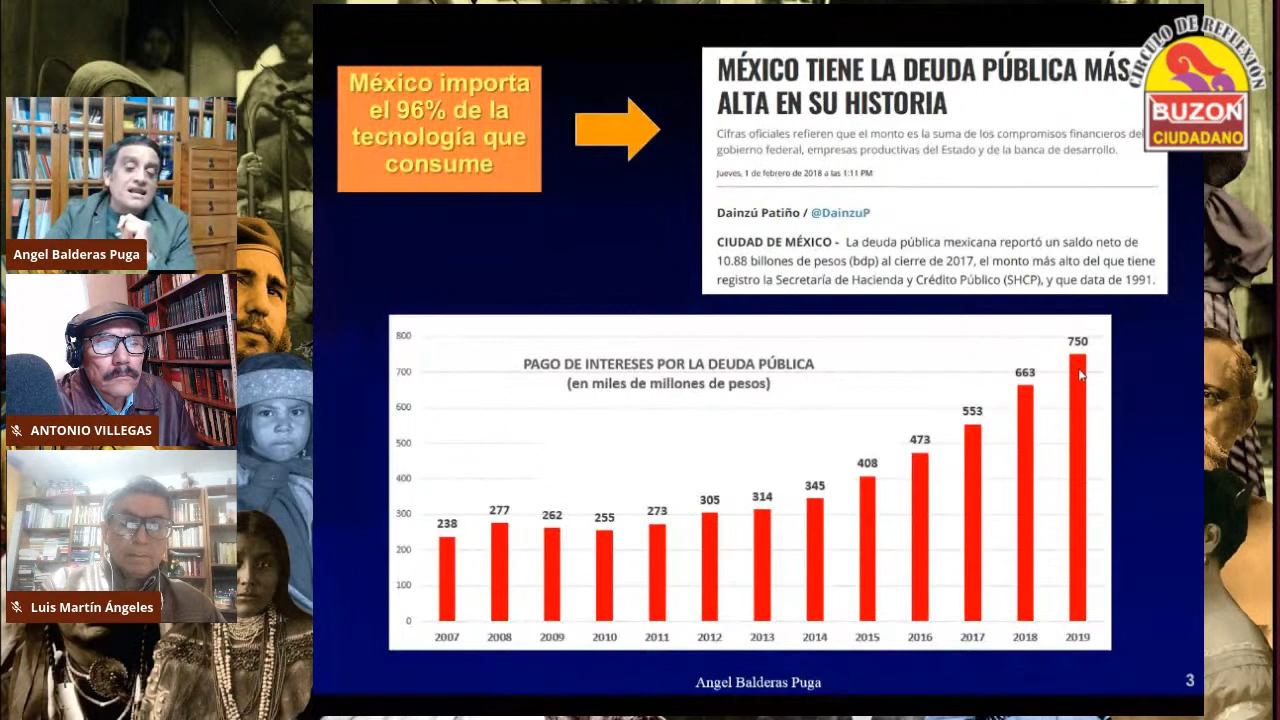 México importa
el 96% de la
tecnología que
consume
MÉXICO TIENE LA DEUDA PÚBLICA MÁS
ALTA EN SU HISTORIA
Cifras oficiales refieren que el monto es la suma de los compromisos financieros del
gobierno federal, empresas productivas del Estado y de la banca de desarrollo.
Jueves, 1 de febrero de 2018 a las 1:11 PM
Dainzú Patiño / @DainzuP
CIUDAD DE MÉXICO - La deuda pública mexicana reportó un saldo neto de
10.88 billones de pesos (bdp) al cierre de 2017, el monto más alto del que tiene
registro la Secretaría de Hacienda y Crédito Público (SHCP), y que data de 1991.
CIRCULO DE REFLEXIÓN
BUZON
CIUDADANO
Angel Balderas Puga
ANTONIO VILLEGAS
Luis Martín Ángeles
PAGO DE INTERESES POR LA DEUDA PÚBLICA
(en miles de millones de pesos)
800
700
600
500
400
300
200
100
0
238
277
262
255
273
305
314
345
408
473
553
663
750
2007 2008 2009 2010 2011 2012 2013 2014 2015 2016 2017 2018 2019
Angel Balderas Puga
3